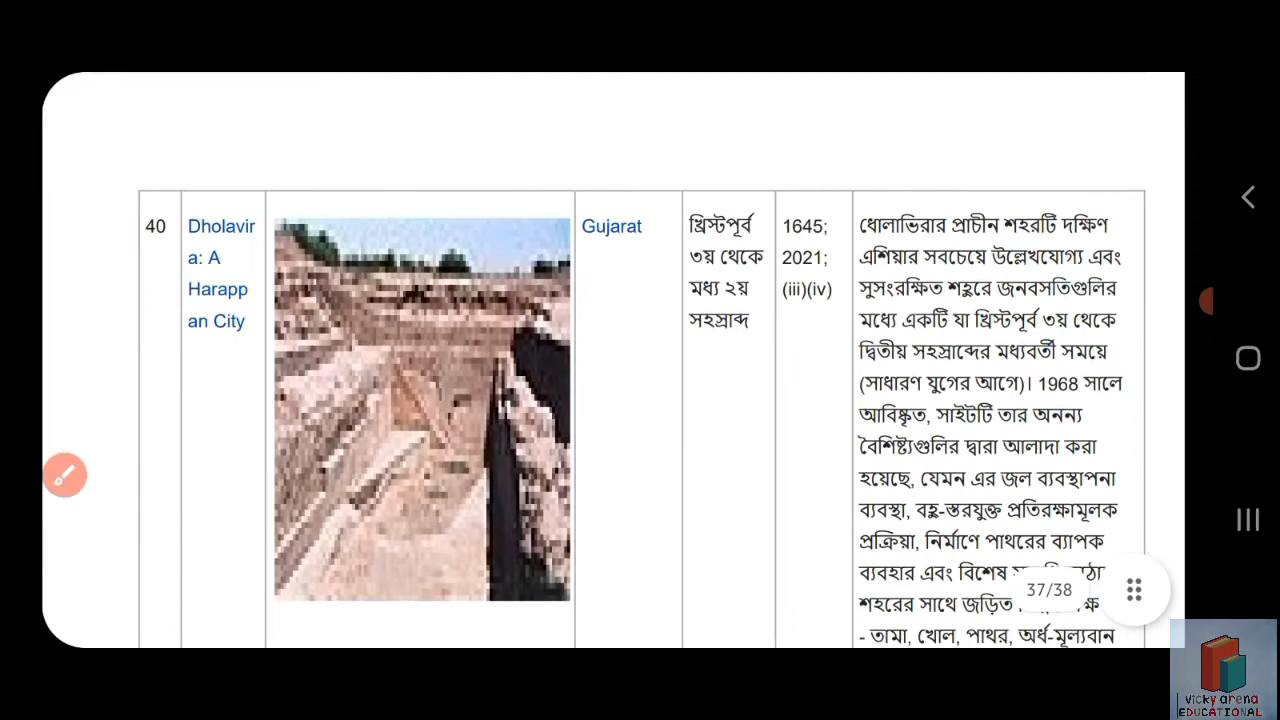 40
Dholavir
a: A
Harapp
an City
Gujarat
খ্রিস্টপূর্ব
৩য় থেকে
মধ্য ২য়
সহস্রাব্দ
1645;
2021;
(iii)(iv)
ধোলাভিরার প্রাচীন শহরটি দক্ষিণ
এশিয়ার সবচেয়ে উল্লেখযোগ্য এবং
সুসংরক্ষিত শহুরে জনবসতিগুলির
মধ্যে একটি যা খ্রিস্টপূর্ব ৩য় থেকে
দ্বিতীয় সহস্রাব্দের মধ্যবর্তী সময়ে
(সাধারণ যুগের আগে)। 1968 সালে
আবিষ্কৃত, সাইটটি তার অনন্য
বৈশিষ্ট্যগুলির দ্বারা আলাদা করা
হয়েছে, যেমন এর জল ব্যবস্থাপনা
ব্যবস্থা, বহু-স্তরযুক্ত প্রতিরক্ষামূলক
প্রক্রিয়া, নির্মাণে পাথরের ব্যাপক
ব্যবহার এবং বিশেষ
শহরের সাথে জড়িত
- তামা, খোল, পাথর, অর্ধ-মূল্যবান
37/38
Vicky arena
EDUCATIONAL